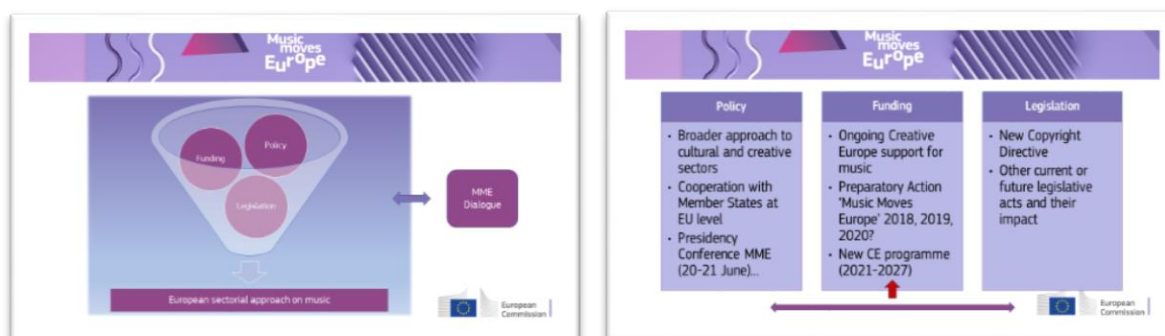 Music
moves
Europe
Funding
Policy
Legislation
MME
Dialogue
European sectorial approach on music
European
Commission
Music
moves
Europe
Policy
• Broader approach to
cultural and creative
sectors
• Cooperation with
Member States at
EU level
• Presidency
Conference MME
(20-21 June)...
Funding
• Ongoing Creative
Europe support for
music
• Preparatory Action
'Music Moves
Europe' 2018, 2019,
2020?
• New CE programme
(2021-2027)
Legislation
• New Copyright
Directive
• Other current or
future legislative
acts and their
impact
European
Commission